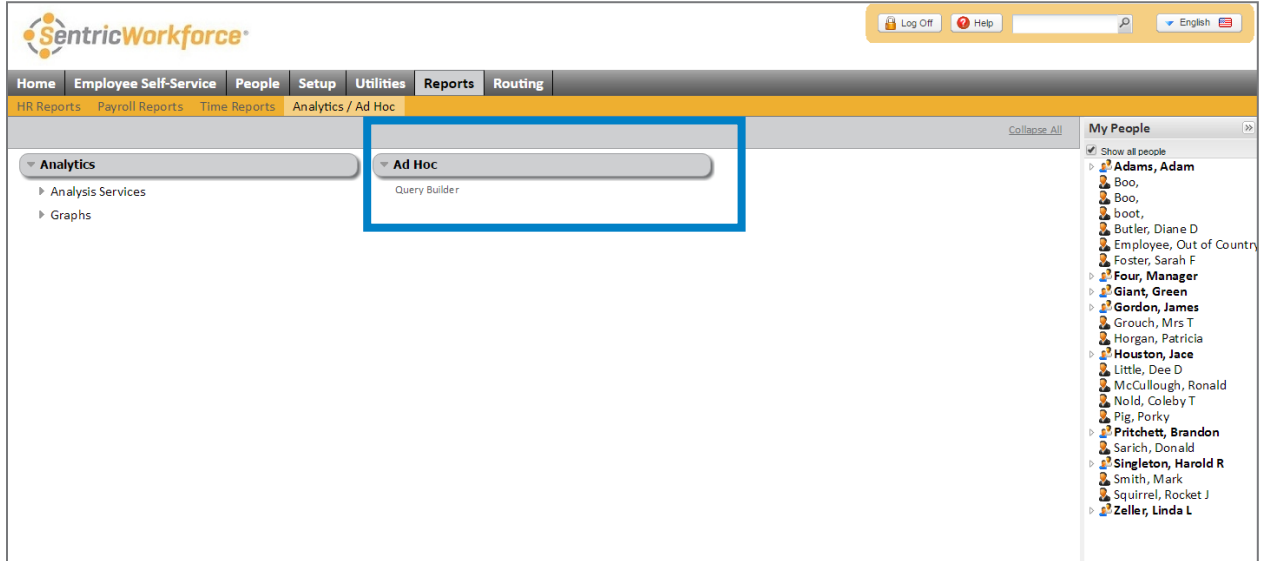 SentricWorkforce®
Log Off Help English
Home Employee Self-Service People Setup Utilities Reports Routing
HR Reports Payroll Reports Time Reports Analytics / Ad Hoc
Collapse All
Analytics
Analysis Services
Graphs
Ad Hoc
Query Builder
My People
Show all people
Adams, Adam
Boo,
Boo,
boot,
Butler, Diane D
Employee, Out of Country
Foster, Sarah F
Four, Manager
Giant, Green
Gordon, James
Grouch, Mrs T
Horgan, Patricia
Houston, Jace
Little, Dee D
McCullough, Ronald
Nold, Coleby T
Pig, Porky
Pritchett, Brandon
Sarich, Donald
Singleton, Harold R
Smith, Mark
Squirrel, Rocket J
Zeller, Linda L